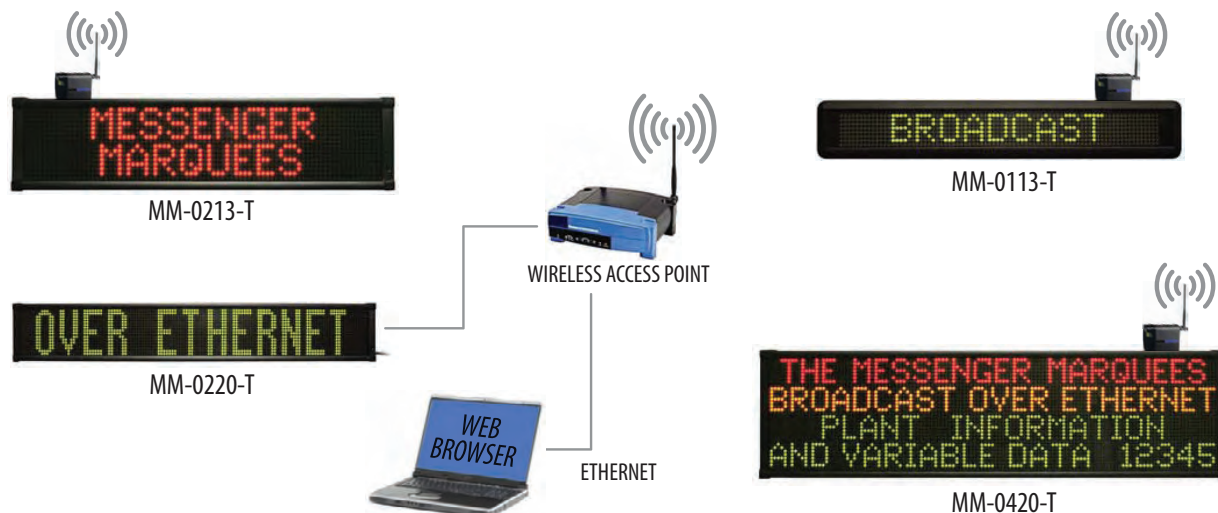 MESSENGER
MARQUEES
MM-0213-T
BROADCAST
MM-0113-T
WIRELESS ACCESS POINT
OVER ETHERNET
MM-0220-T
WEB
BROWSER
ETHERNET
THE MESSENGER MARQUEES
BROADCAST OVER ETHERNET
PLANT INFORMATION
AND VARIABLE DATA 12345
MM-0420-T